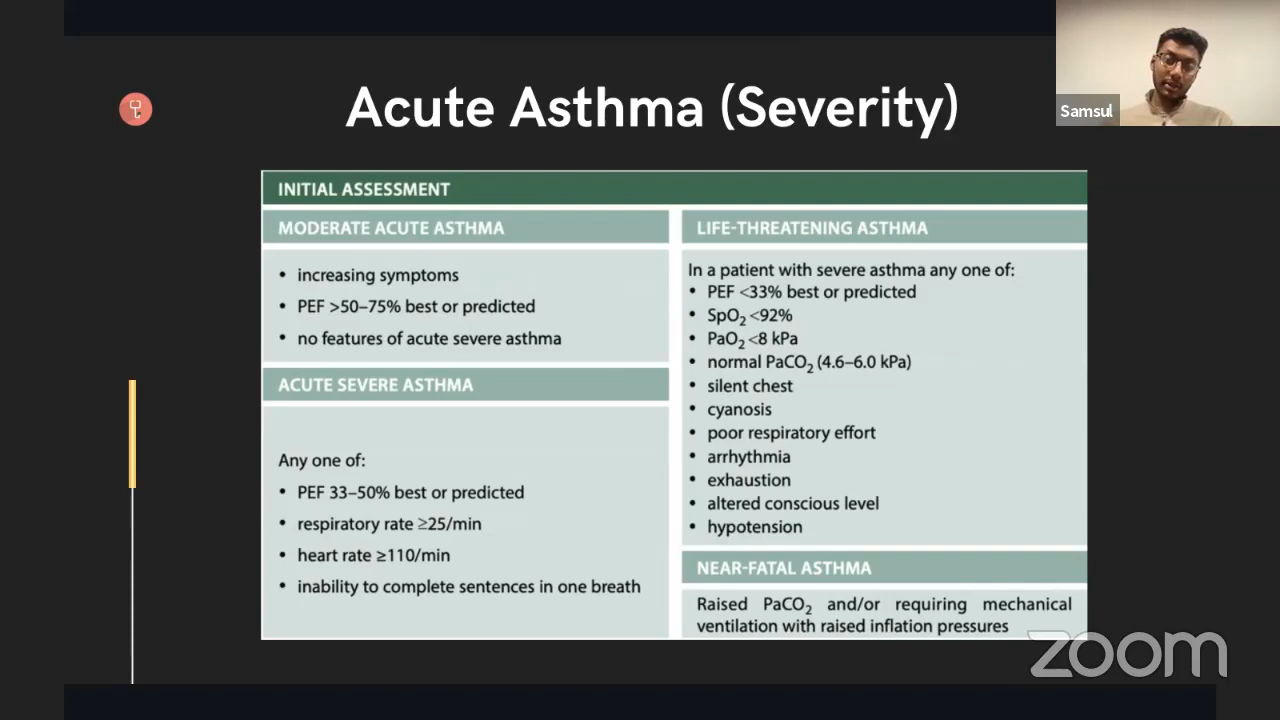 Acute Asthma (Severity)
Samsul
INITIAL ASSESSMENT
MODERATE ACUTE ASTHMA
• increasing symptoms
• PEF >50–75% best or predicted
• no features of acute severe asthma
ACUTE SEVERE ASTHMA
Any one of:
• PEF 33–50% best or predicted
• respiratory rate ≥25/min
• heart rate ≥110/min
• inability to complete sentences in one breath
LIFE-THREATENING ASTHMA
In a patient with severe asthma any one of:
• PEF <33% best or predicted
• SpO₂ <92%
• PaO₂ <8 kPa
• normal PaCO₂ (4.6–6.0 kPa)
• silent chest
• cyanosis
• poor respiratory effort
• arrhythmia
• exhaustion
• altered conscious level
• hypotension
NEAR-FATAL ASTHMA
Raised PaCO₂ and/or requiring mechanical
ventilation with raised inflation pressures
zoom